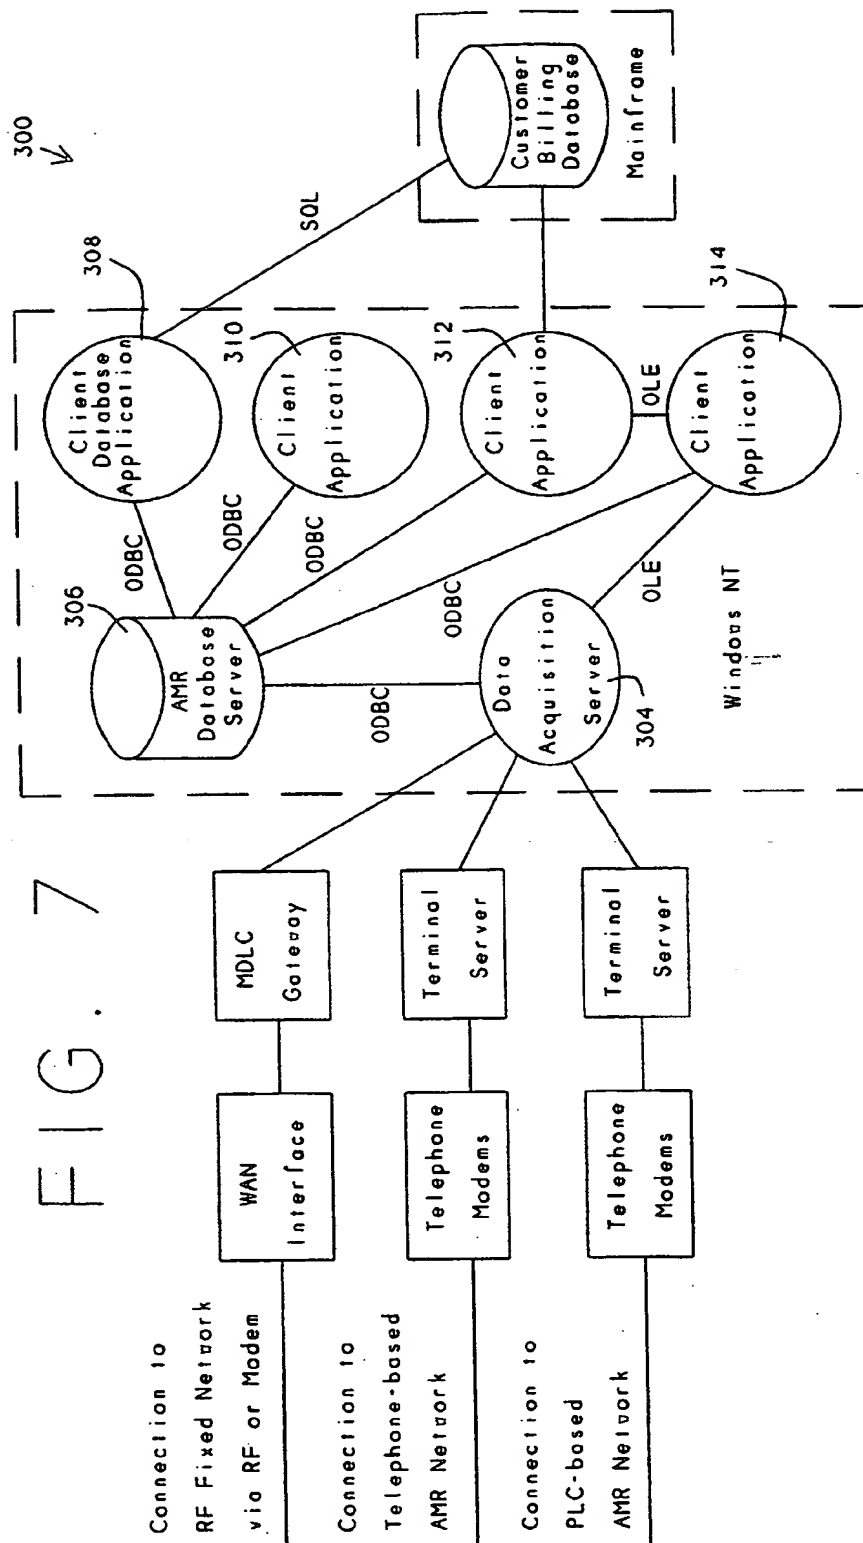 FIG. 7
300
Connection to
RF Fixed Network
via RF or Modem
WAN
Interface
MDLC
Gateway
Connection to
Telephone-based
AMR Network
Telephone
Modems
Terminal
Server
Connection to
PLC-based
AMR Network
Telephone
Modems
Terminal
Server
306
AMR
Database
Server
ODBC
ODBC
ODBC
ODBC
ODBC
Data
Acquisition
Server
304
OLE
Windows NT
Client
Database
Application
308
Client
Application
310
Client
Application
312
OLE
Client
Application
314
SQL
Customer
Billing
Database
Mainframe